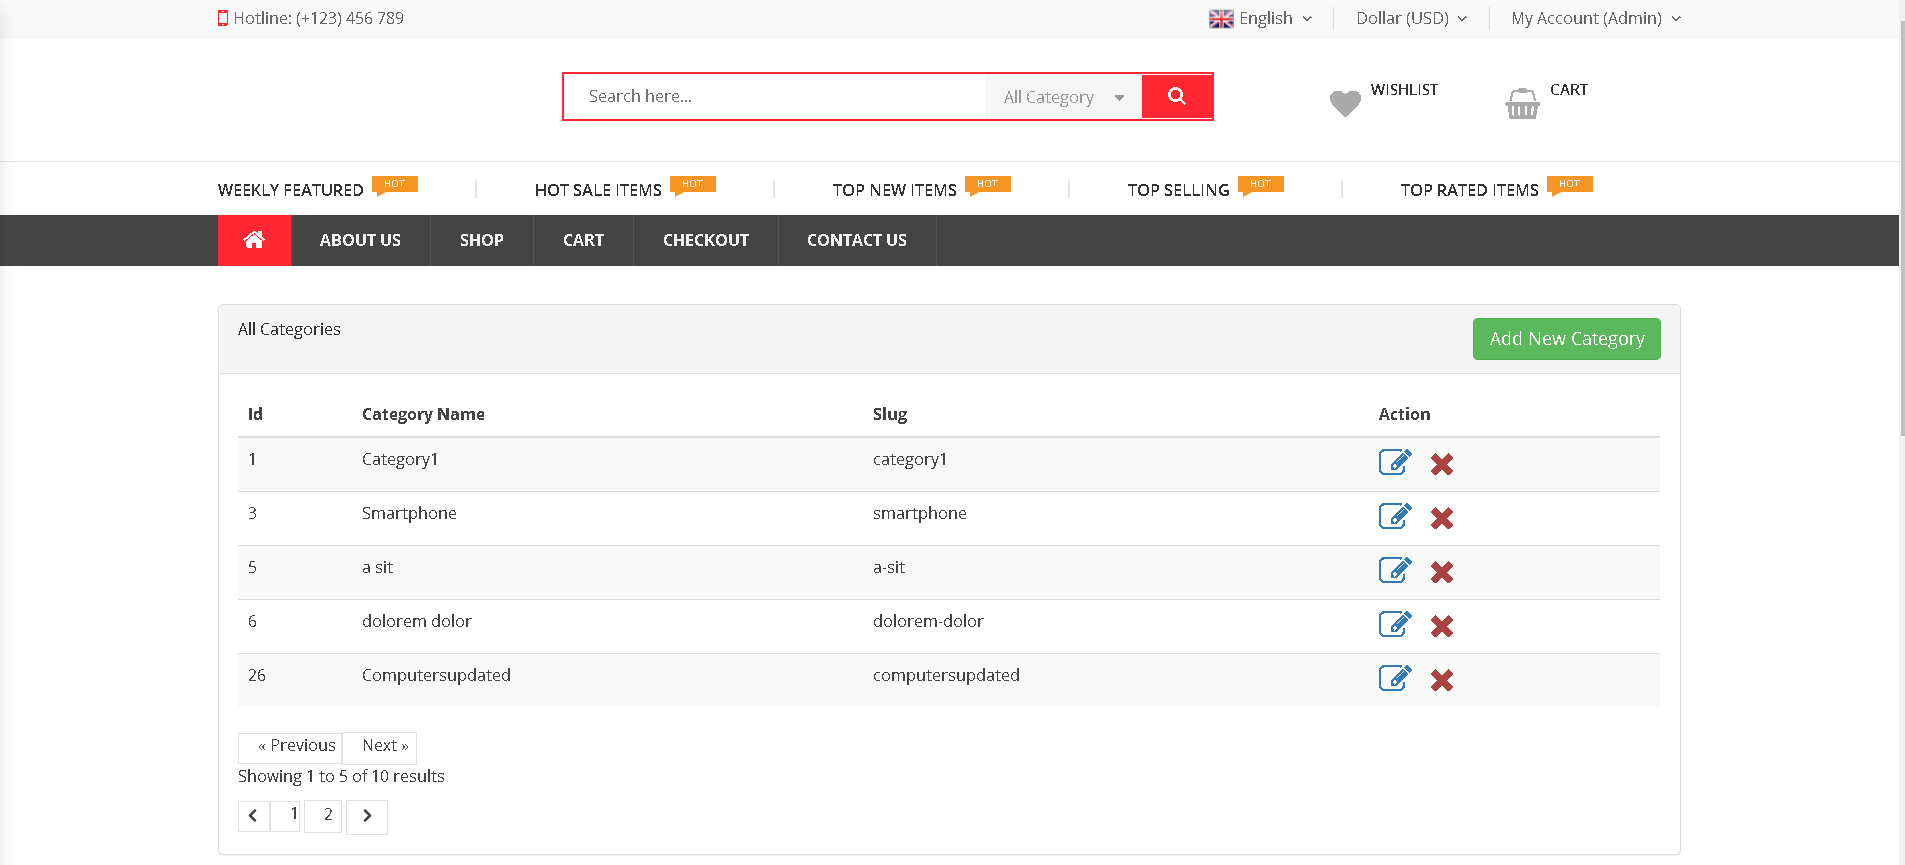 Hotline: (+123) 456 789 English Dollar (USD) My Account (Admin)
Search here... All Category WISHLIST CART
WEEKLY FEATURED HOT HOT SALE ITEMS HOT TOP NEW ITEMS HOT TOP SELLING HOT TOP RATED ITEMS HOT
ABOUT US SHOP CART CHECKOUT CONTACT US
All Categories Add New Category
Id Category Name Slug Action
1 Category1 category1
3 Smartphone smartphone
5 a sit a-sit
6 dolorem dolor dolorem-dolor
26 Computersupdated computersupdated
« Previous Next »
Showing 1 to 5 of 10 results
1 2